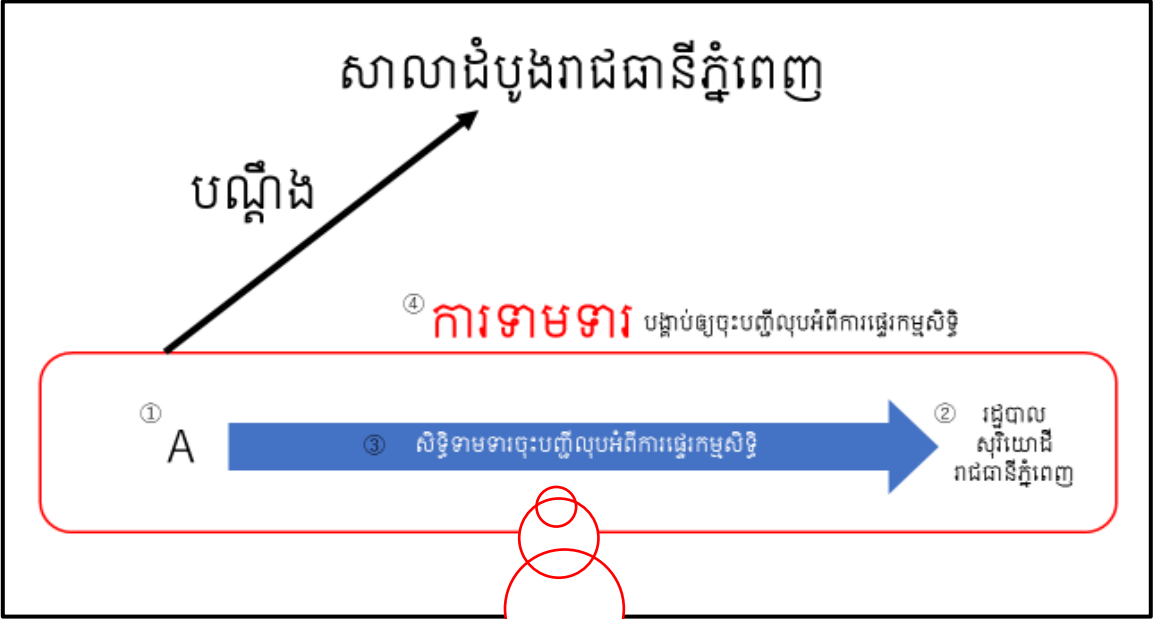 សាលាដំបូងរាជធានីភ្នំពេញ
បណ្ដឹង
④ ការទាមទារ បង្គាប់ឲ្យចុះបញ្ជីលុបអំពីការផ្ទេរកម្មសិទ្ធិ
①
A
③ សិទ្ធិទាមទារចុះបញ្ជីលុបអំពីការផ្ទេរកម្មសិទ្ធិ
② រដ្ឋបាល
សុរិយោដី
រាជធានីភ្នំពេញ